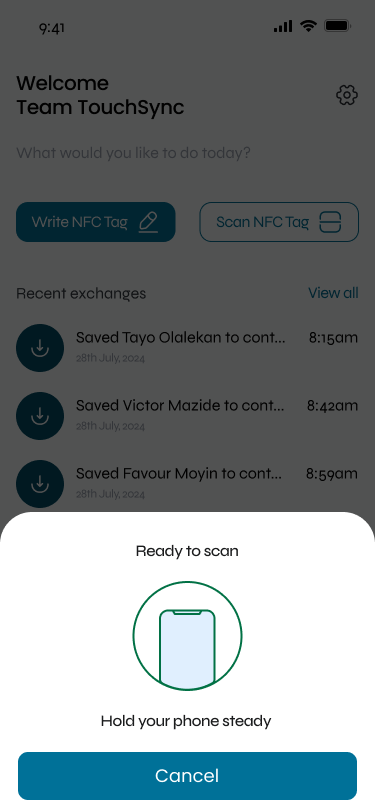 9:41
Welcome
Team TouchSync
What would you like to do today?
Write NFC Tag
Scan NFC Tag
Recent exchanges
View all
Saved Tayo Olalekan to cont...
8:15am
28th July, 2024
Saved Victor Mazide to cont...
8:42am
28th July, 2024
Saved Favour Moyin to cont...
8:59am
28th July, 2024
Ready to scan
Hold your phone steady
Cancel